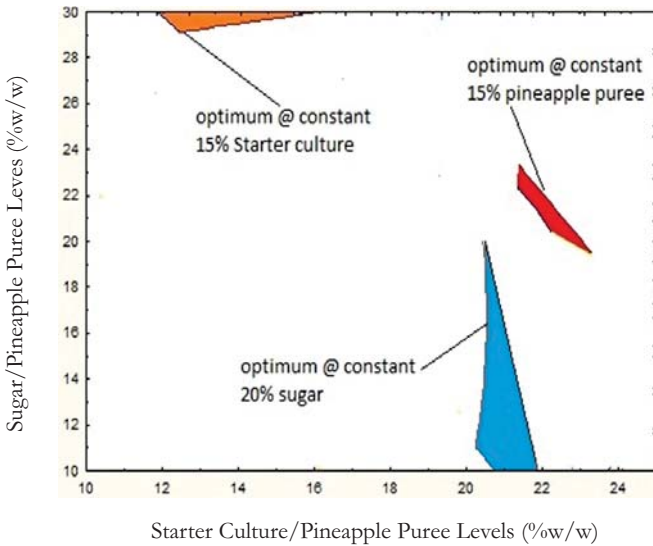 Sugar/Pineapple Puree Leves (%w/w)
30
28
26
24
22
20
18
16
14
12
10
optimum @ constant
15% Starter culture
optimum @ constant
15% pineapple puree
optimum @ constant
20% sugar
10 12 14 16 18 20 22 24
Starter Culture/Pineapple Puree Levels (%w/w)